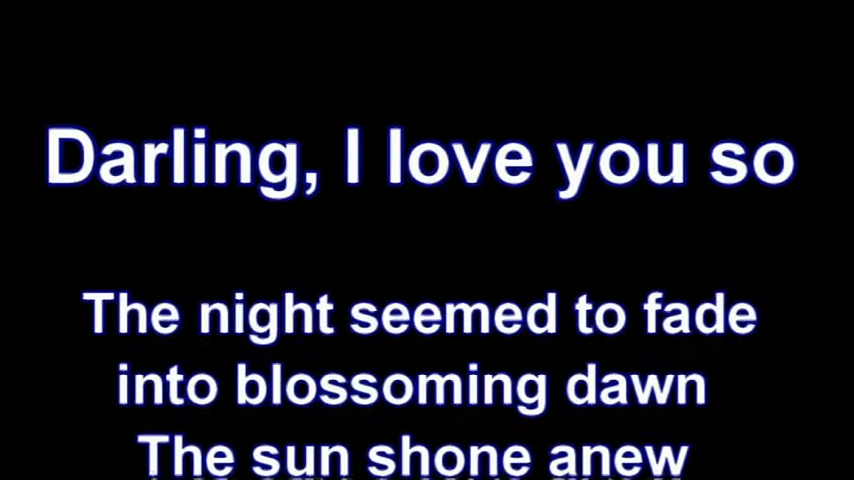 Darling, I love you so
The night seemed to fade
into blossoming dawn
The sun shone anew